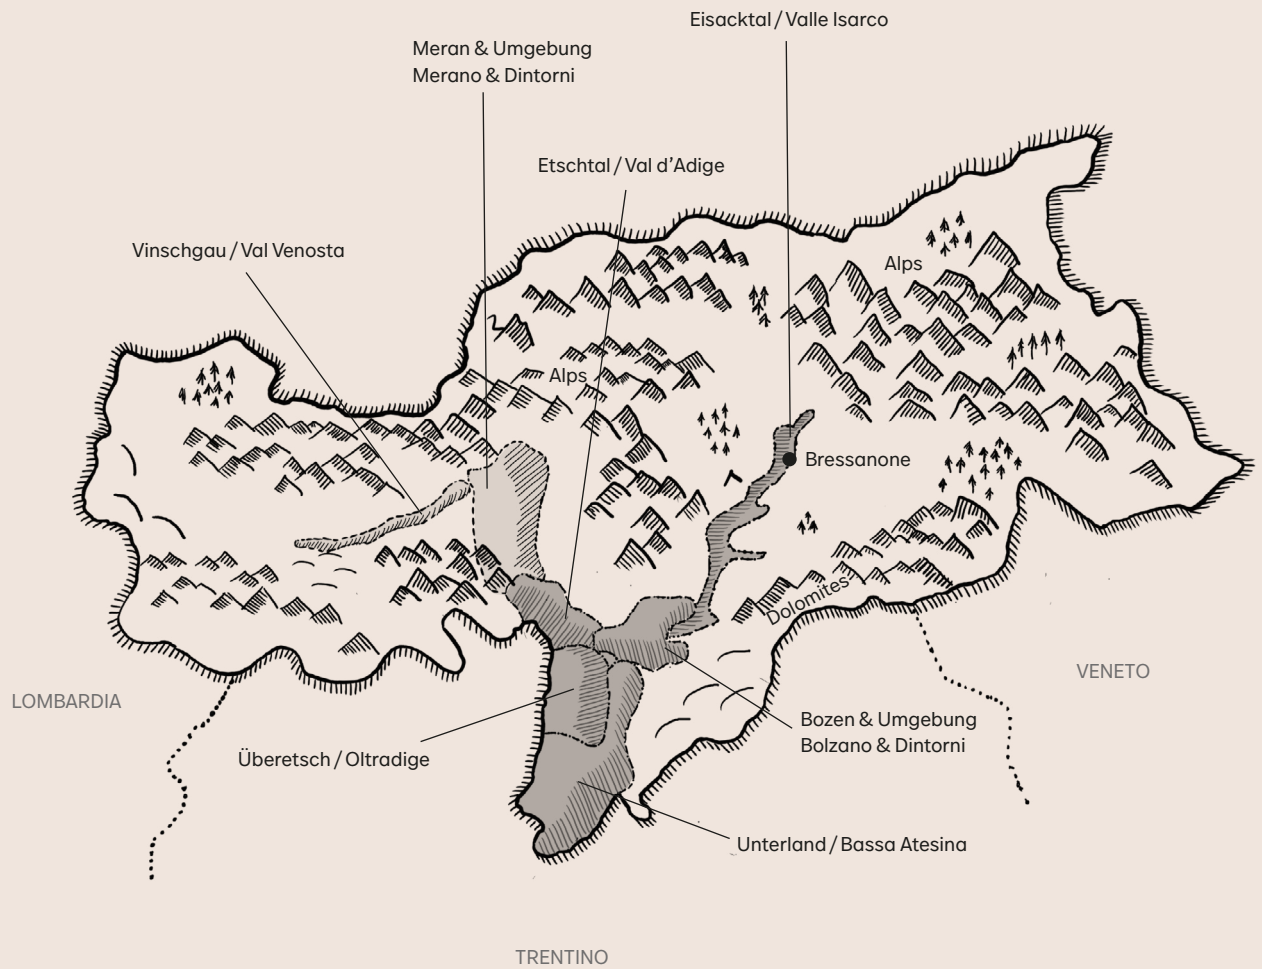 Eisacktal / Valle Isarco
Meran & Umgebung
Merano & Dintorni
Etschtal / Val d’Adige
Vinschgau / Val Venosta
Alps
Alps
Bressanone
Dolomites
VENETO
LOMBARDIA
Bozen & Umgebung
Bolzano & Dintorni
Überetsch / Oltradige
Unterland / Bassa Atesina
TRENTINO